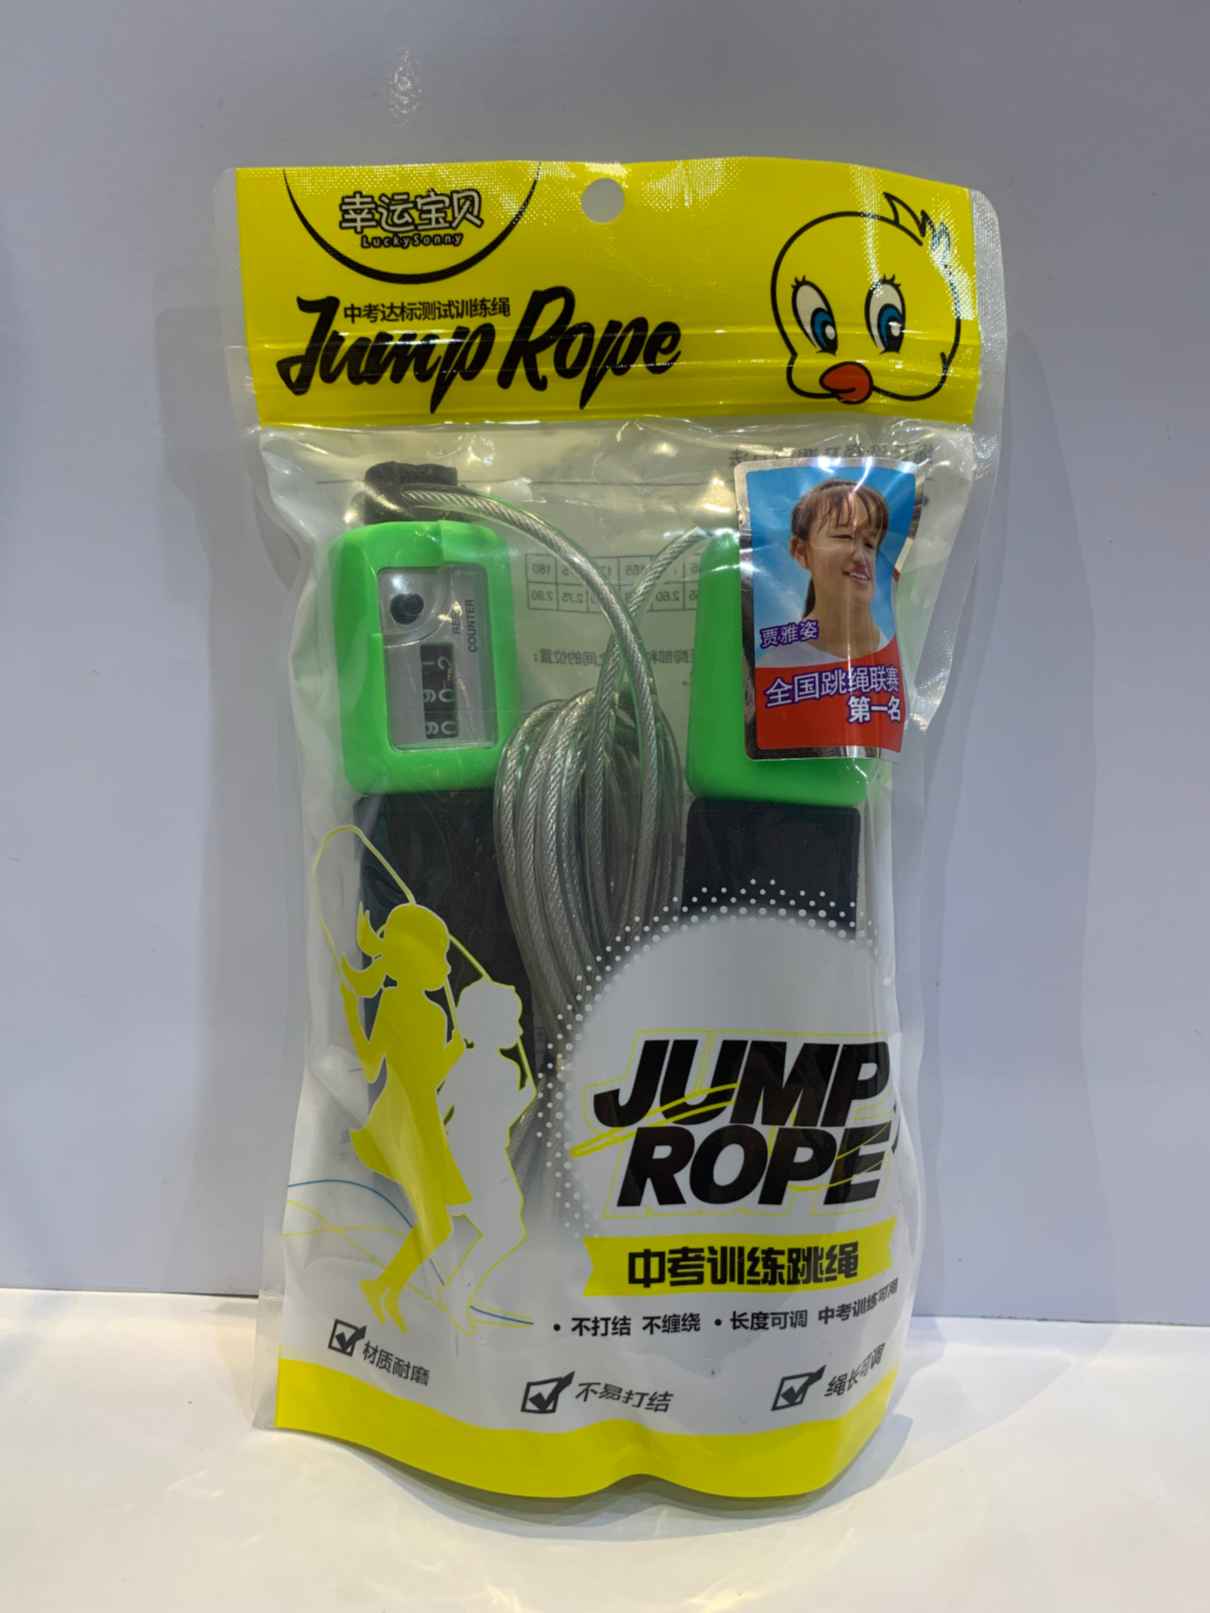 幸运宝贝
LuckySonny
中考达标测试训练绳
Jump Rope
COUNTER
贾雅姿
全国跳绳联赛
第一名
JUMP
ROPE
中考训练跳绳
• 不打结 不缠绕 • 长度可调 中考训练可用
材质耐磨
不易打结
绳长可调